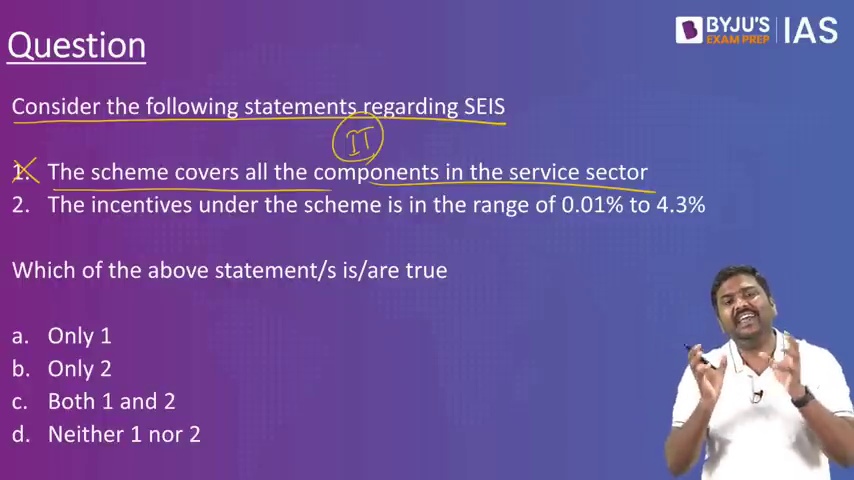 Question
BYJU'S
EXAM PREP
IAS
Consider the following statements regarding SEIS
IT
1. The scheme covers all the components in the service sector
2. The incentives under the scheme is in the range of 0.01% to 4.3%
Which of the above statement/s is/are true
a. Only 1
b. Only 2
c. Both 1 and 2
d. Neither 1 nor 2